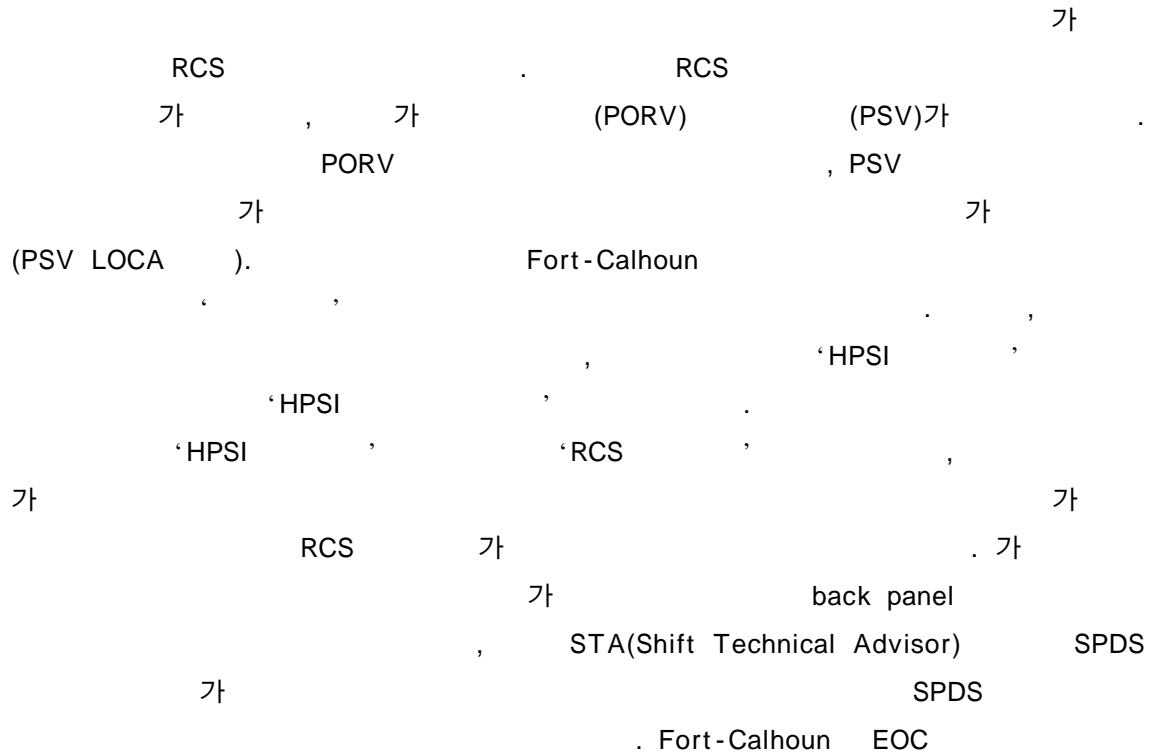 가
RCS .  RCS
가 , 가 (PORV) (PSV)가 .
PORV , PSV
가 가
(PSV LOCA ). Fort-Calhoun
‘ ’ . ,
, ‘HPSI ’
‘HPSI ’ .
‘HPSI ’ ‘RCS ’ ,
가 가
RCS 가 . 가
가 back panel
, STA(Shift Technical Advisor) SPDS
가 SPDS
. Fort-Calhoun EOC